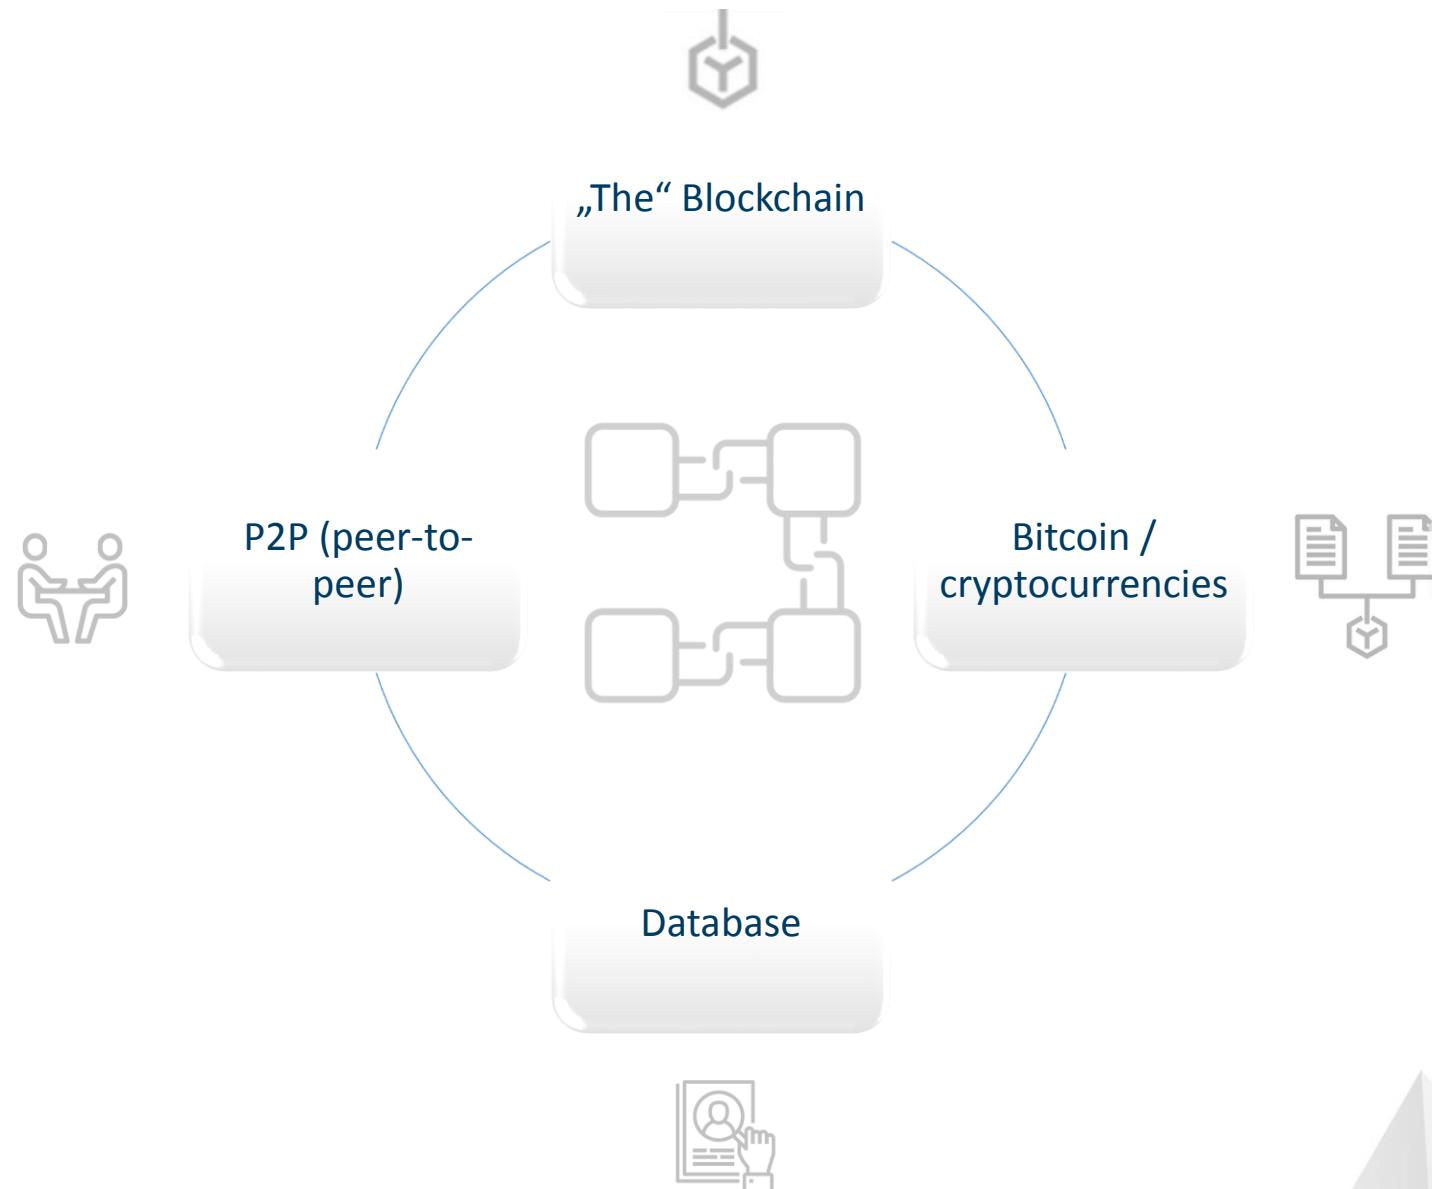 „The“ Blockchain
P2P (peer-to-
peer)
Bitcoin /
cryptocurrencies
Database